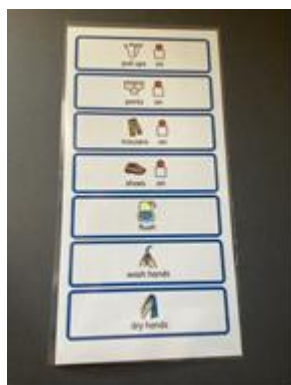 pull ups on
pants on
trousers on
shoes on
flush
wash hands
dry hands